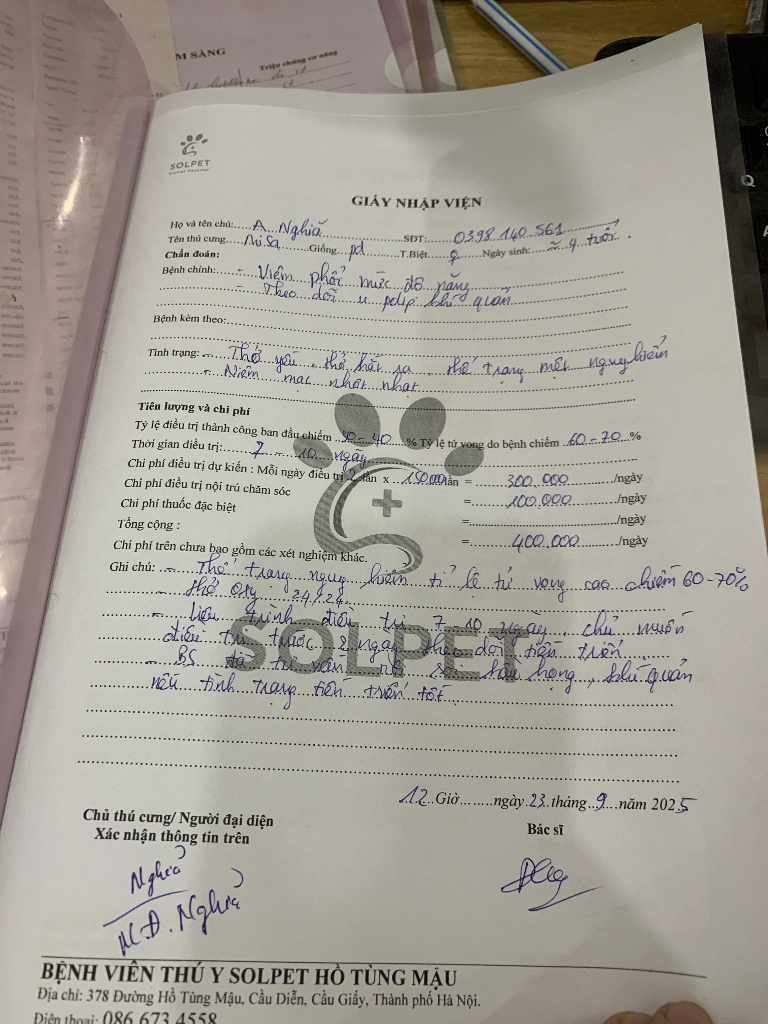 M SÀNG
Triệu chứng cơ năng
SOLPET
Animal Hospital
GIẤY NHẬP VIỆN
Họ và tên chủ: A. Nghĩa SĐT: 0398 140 561
Tên thú cưng Misa Giống pd T.Biệt ♀ Ngày sinh: ≈ 4 tuổi.
Chẩn đoán:
Bệnh chính: - Viêm phổi mức độ nặng
- Theo dõi u polip khí quản
Bệnh kèm theo:
Tình trạng: - Thở yếu, thở hắt ra, thể trạng mệt nguy hiểm
- Niêm mạc nhợt nhạt
Tiên lượng và chi phí
Tỷ lệ điều trị thành công ban đầu chiếm 30 - 40 % Tỷ lệ tử vong do bệnh chiếm 60 - 70 %
Thời gian điều trị: 7 - 10 ngày
Chi phí điều trị dự kiến : Mỗi ngày điều trị 2 lần x 150.000/lần = 300.000 /ngày
Chi phí điều trị nội trú chăm sóc = 100.000 /ngày
Chi phí thuốc đặc biệt = /ngày
Tổng cộng : = 400.000 /ngày
Chi phí trên chưa bao gồm các xét nghiệm khác.
Ghi chú: - Thể trạng nguy hiểm tỉ lệ tử vong cao chiếm 60-70%
- thở oxy 24/24
- Liệu trình điều trị 7-10 ngày, chủ muốn
điều trị trước 2 ngày theo dõi tiến triển
- BS đã tư vấn hầu họng, khí quản
nếu tình trạng tiến triển tốt
SOLPET
12 Giờ ngày 23 tháng 9 năm 2025
Chủ thú cưng/ Người đại diện
Xác nhận thông tin trên
Bác sĩ
Nghĩa
N.Đ. Nghĩa
BỆNH VIỆN THÚ Y SOLPET HỒ TÙNG MẬU
Địa chỉ: 378 Đường Hồ Tùng Mậu, Cầu Diễn, Cầu Giấy, Thành phố Hà Nội.
Điện thoại: 086 673 4558